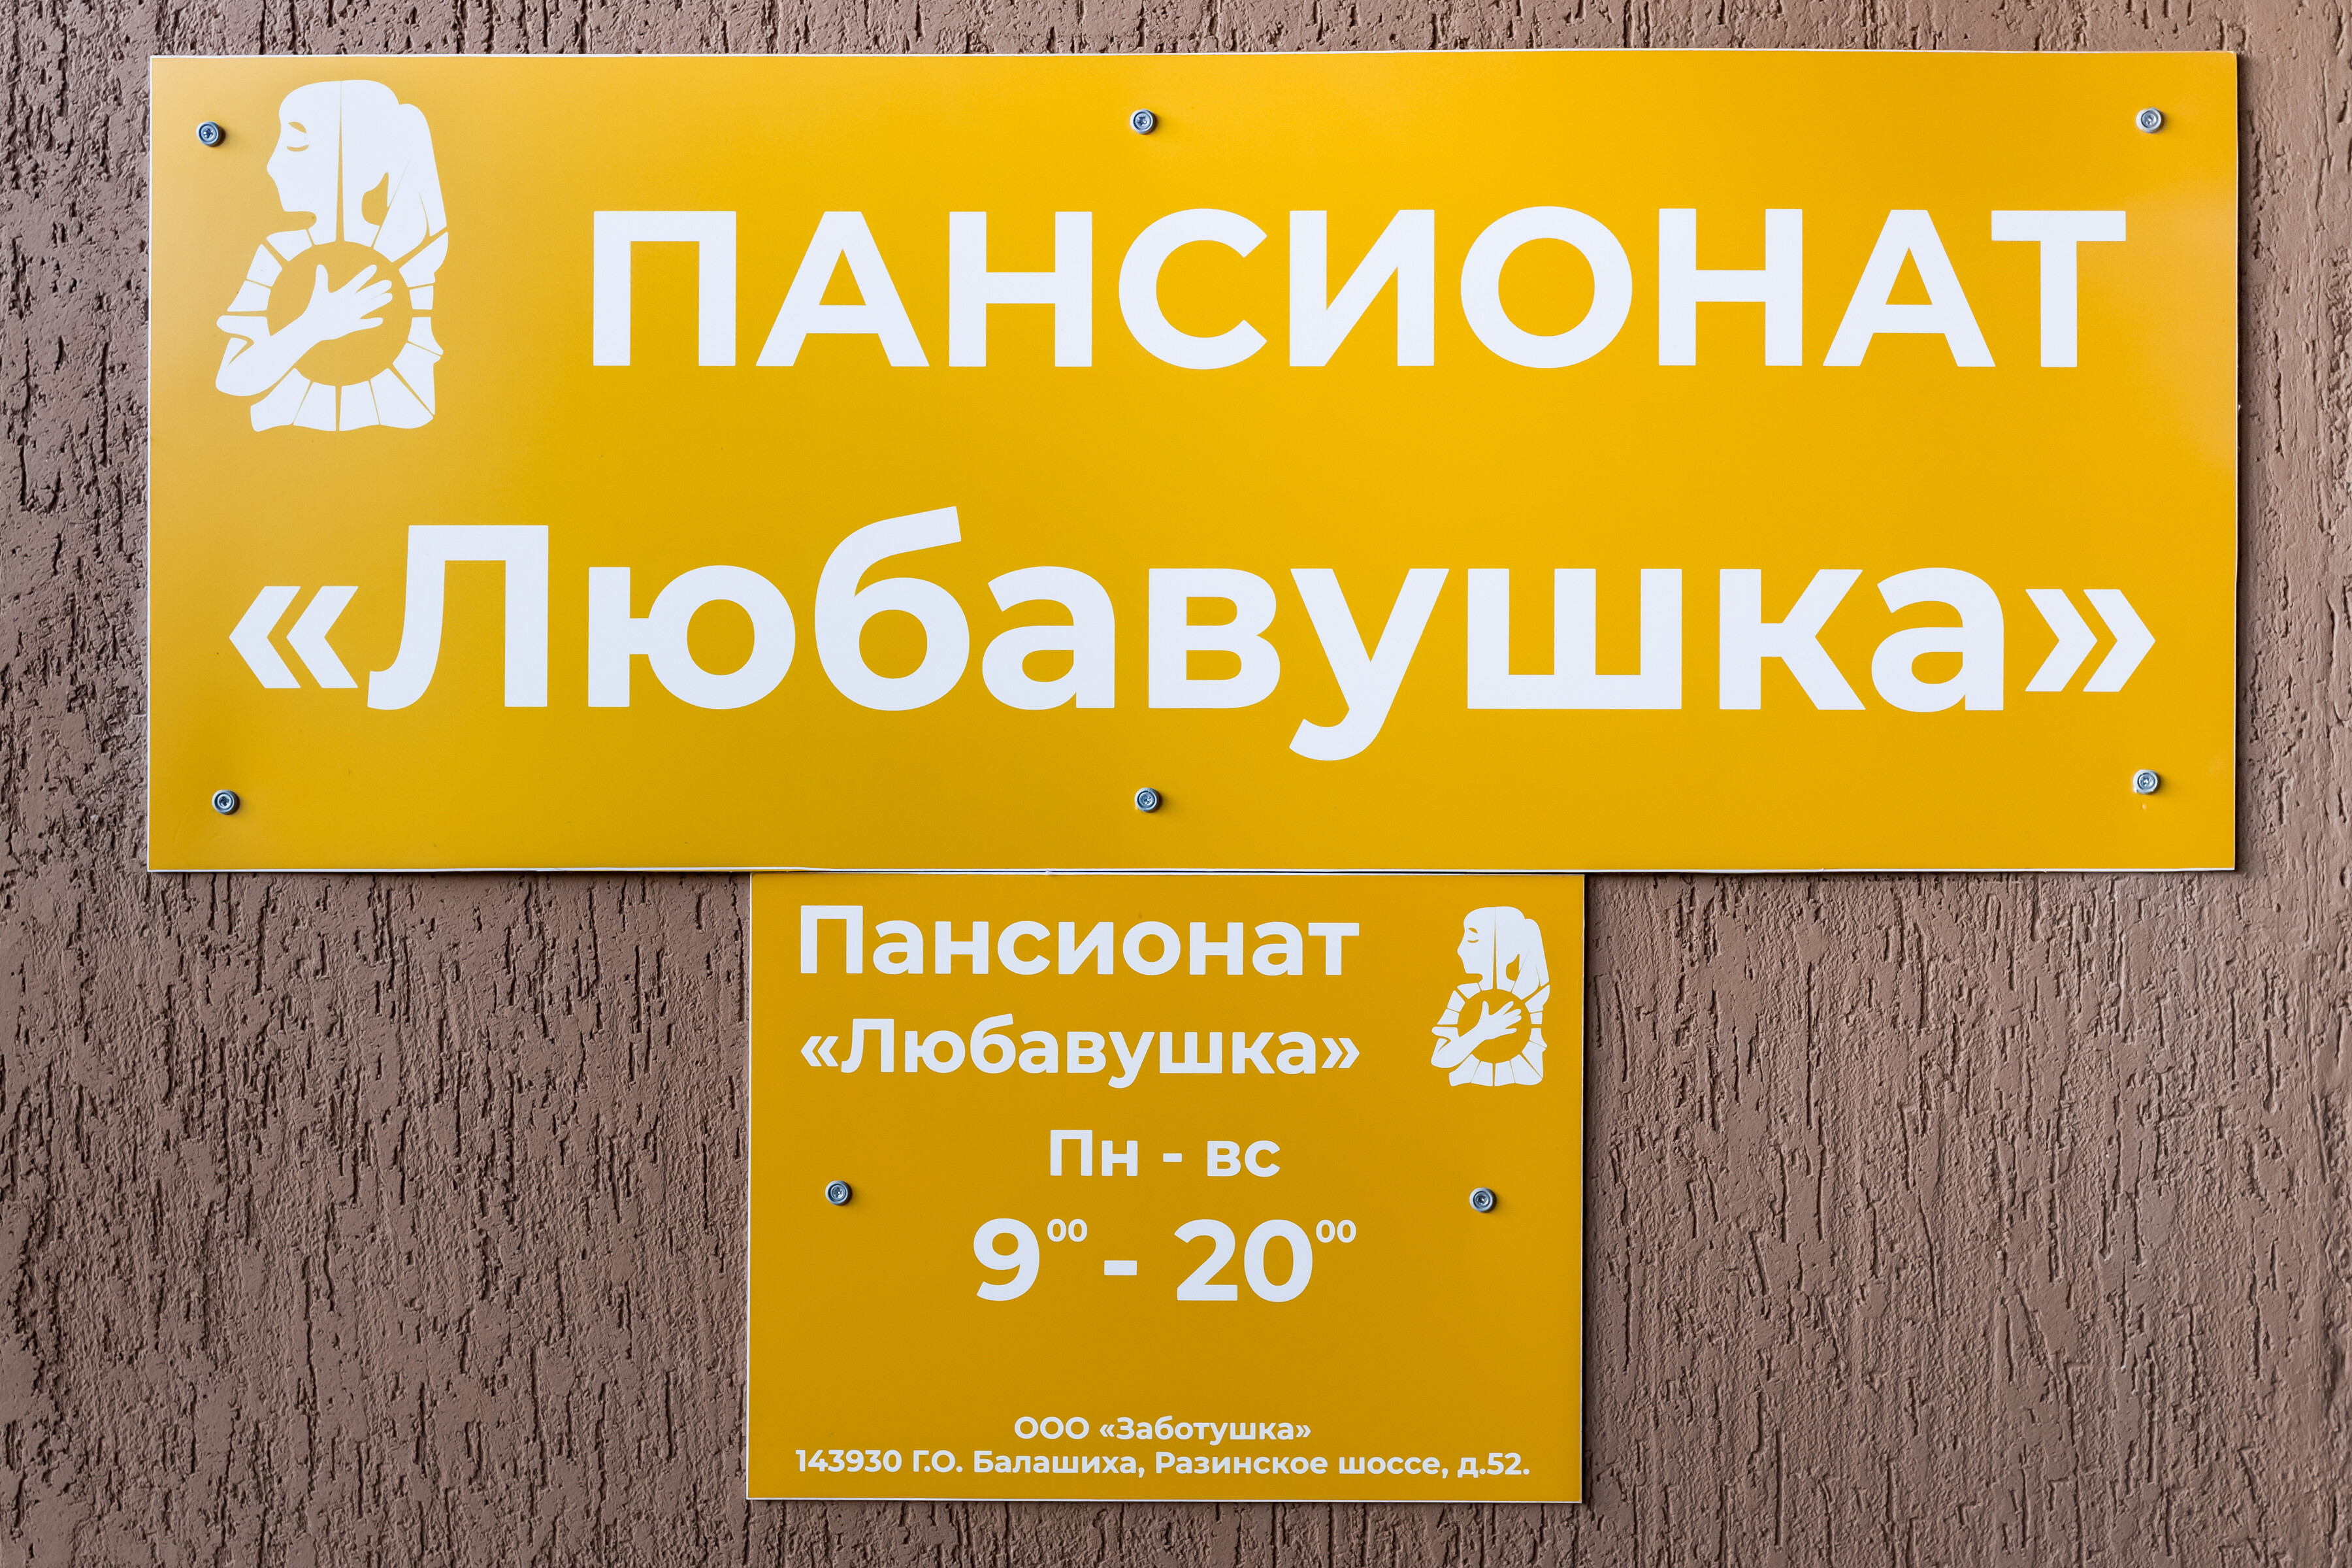 ПАНСИОНАТ
«Любавушка»
Пансионат
«Любавушка»
Пн - вс
9⁰⁰ - 20⁰⁰
ООО «Заботушка»
143930 Г.О. Балашиха, Разинское шоссе, д.52.